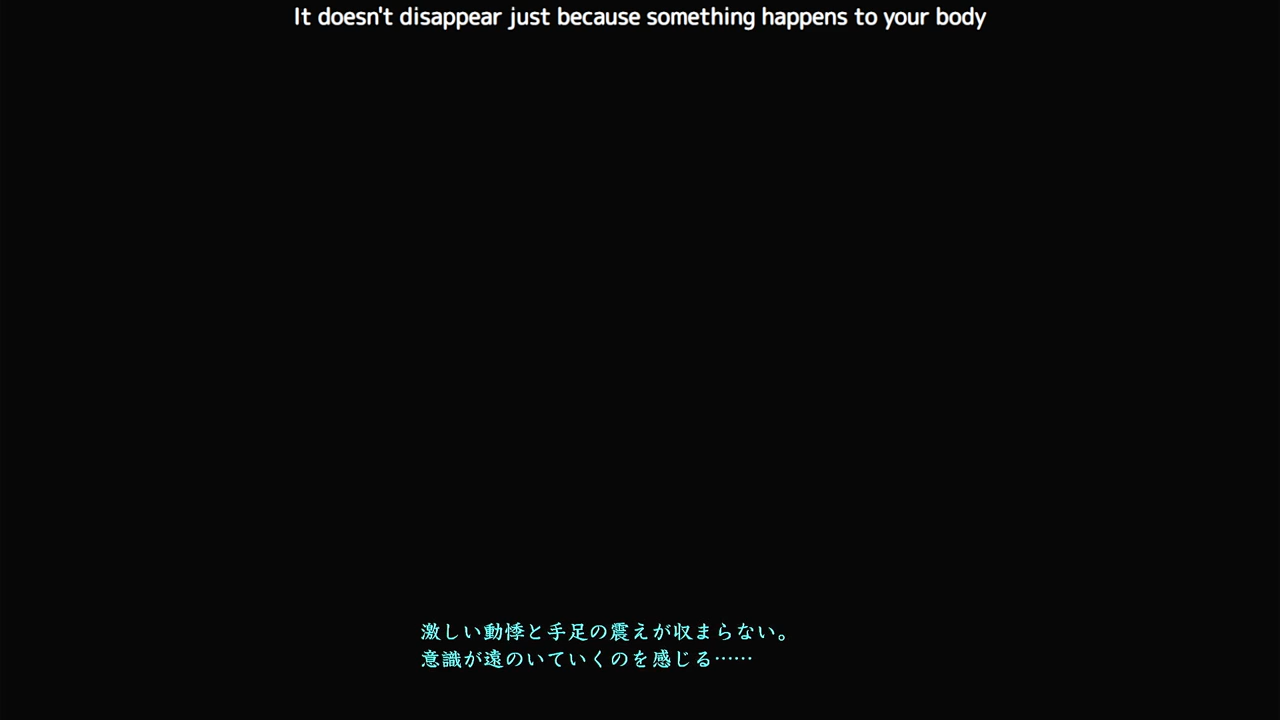 It doesn't disappear just because something happens to your body
激しい動悸と手足の震えが収まらない。
意識が遠のいていくのを感じる……